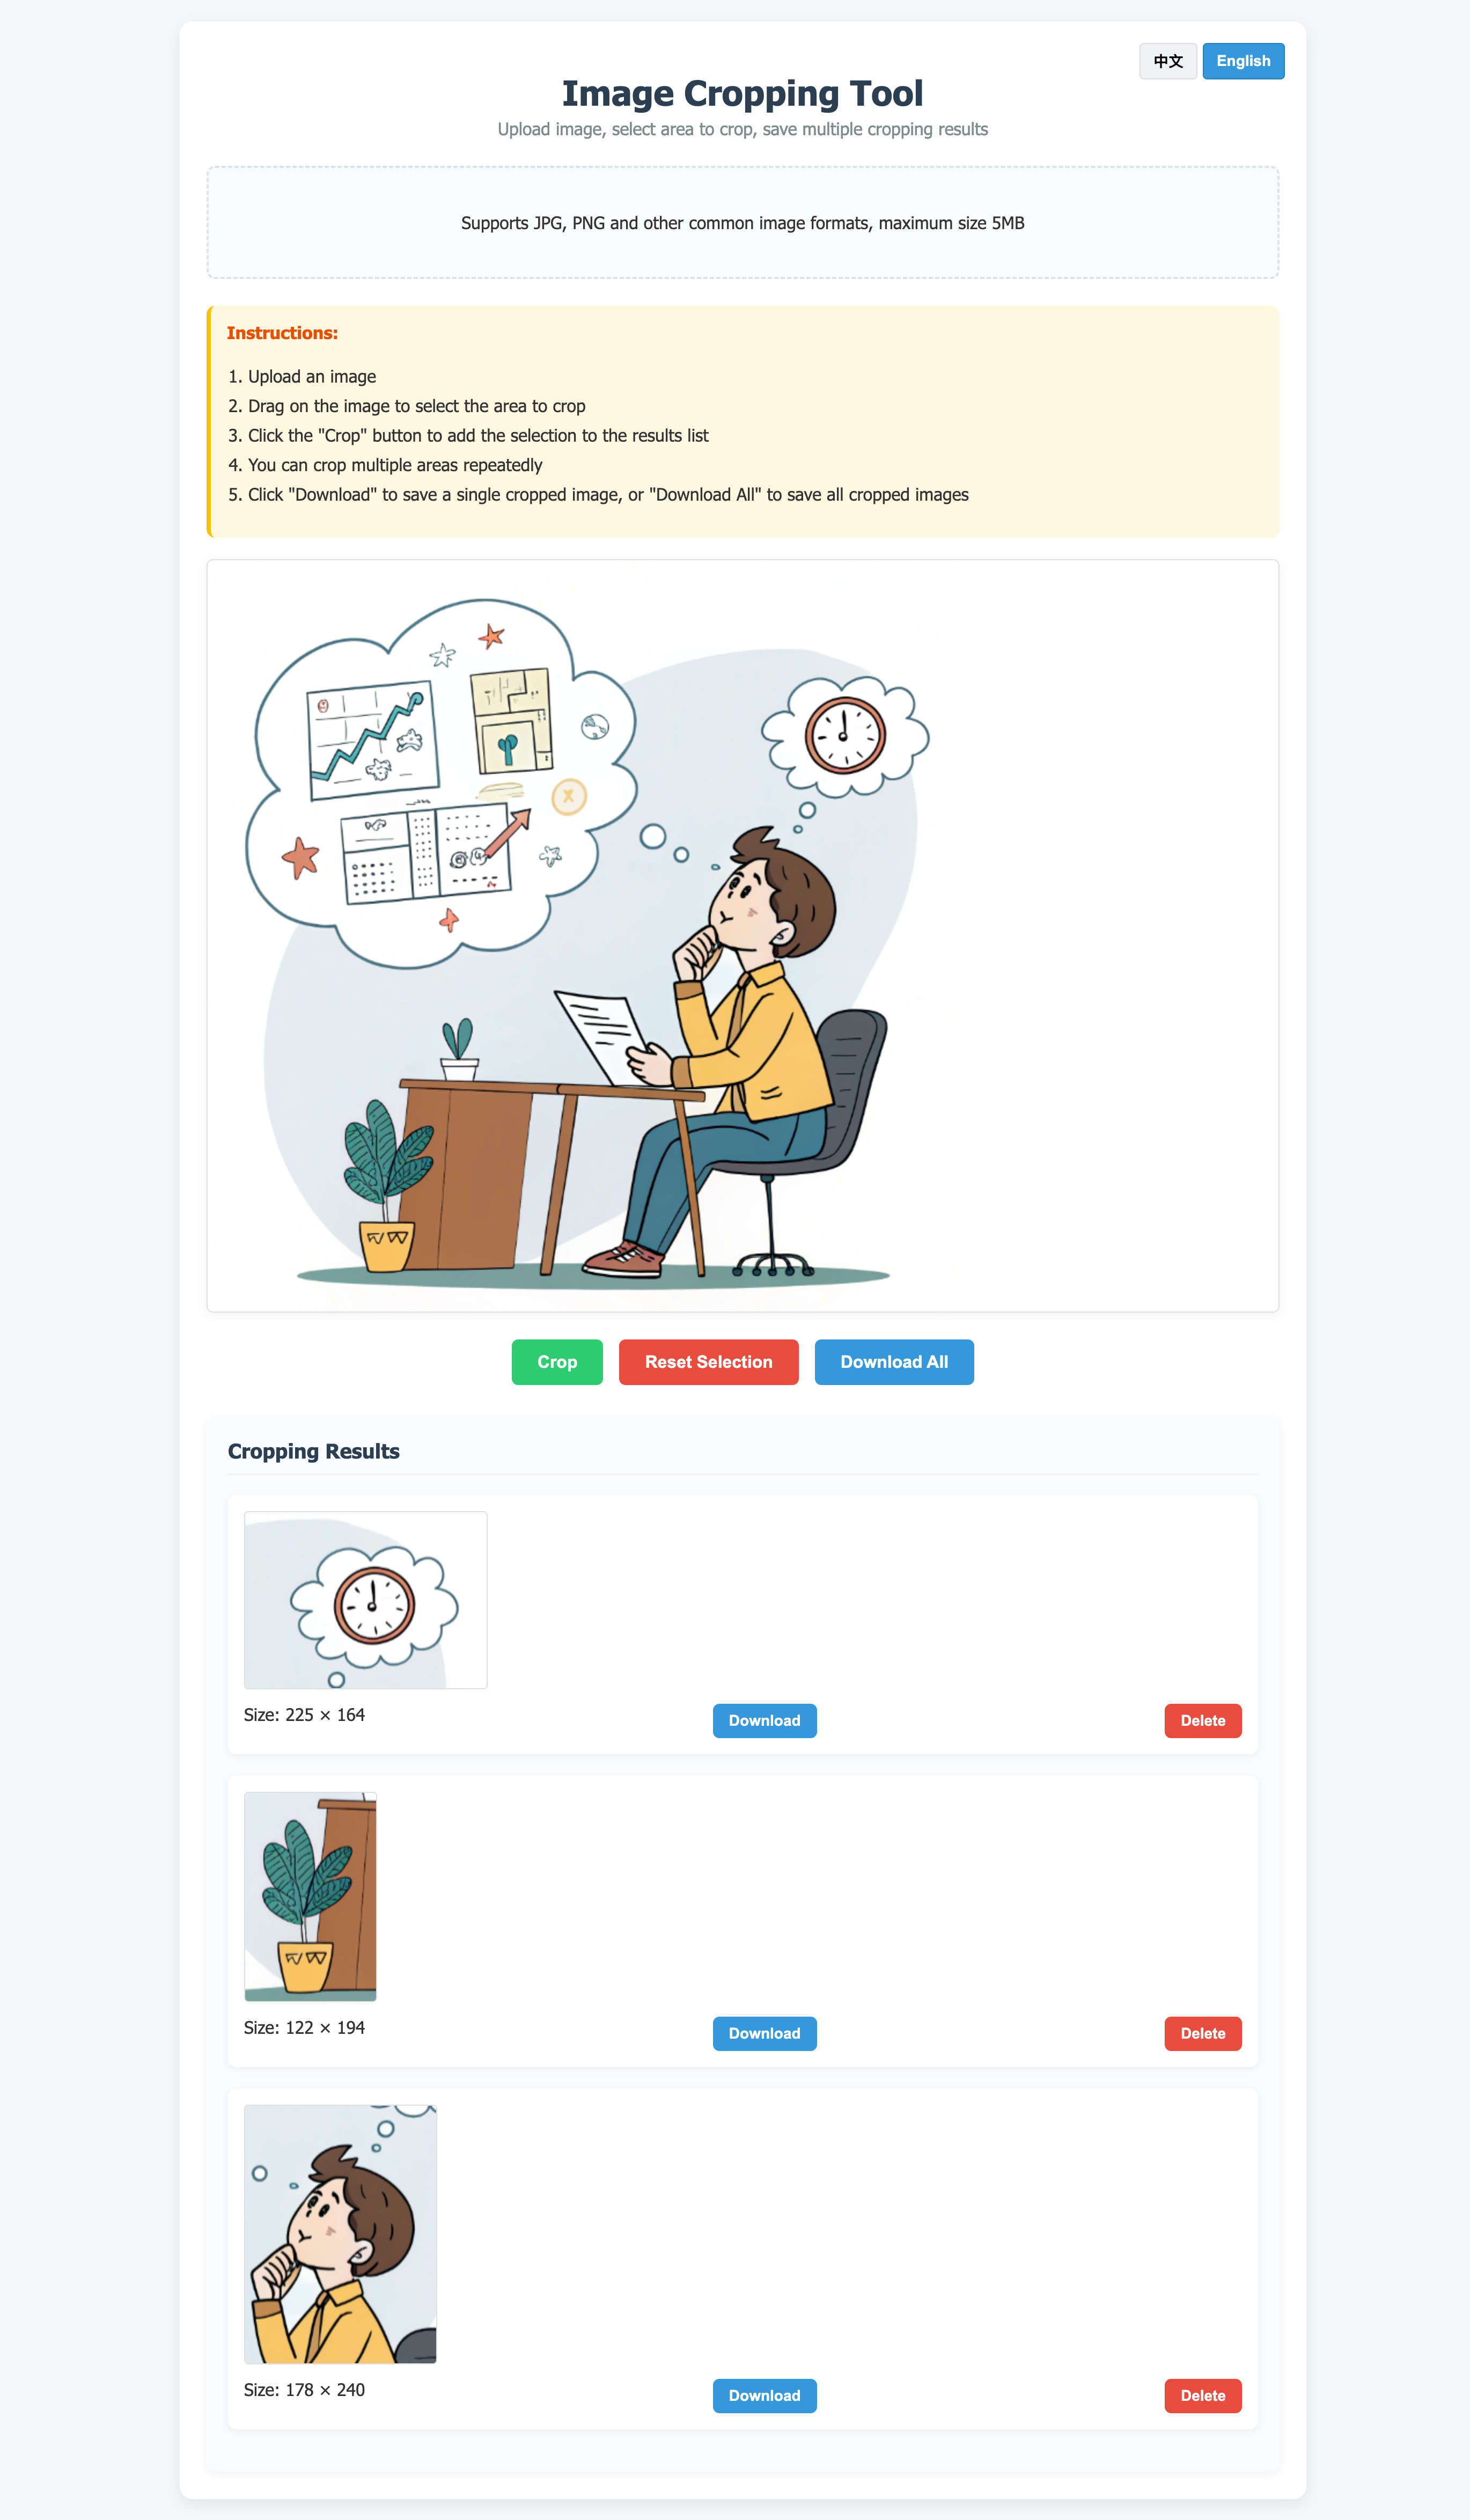 中文
English
Image Cropping Tool
Upload image, select area to crop, save multiple cropping results
Supports JPG, PNG and other common image formats, maximum size 5MB
Instructions:
1. Upload an image
2. Drag on the image to select the area to crop
3. Click the "Crop" button to add the selection to the results list
4. You can crop multiple areas repeatedly
5. Click "Download" to save a single cropped image, or "Download All" to save all cropped images
Crop
Reset Selection
Download All
Cropping Results
Size: 225 × 164
Download
Delete
Size: 122 × 194
Download
Delete
Size: 178 × 240
Download
Delete